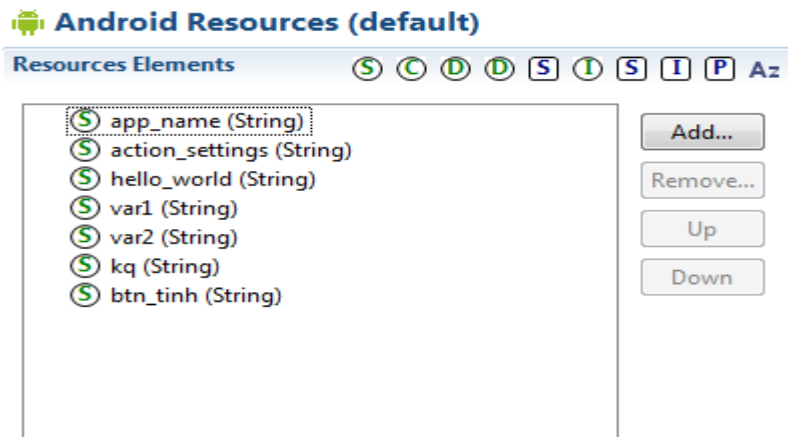 Android Resources (default)
Resources Elements S C D D S I S I P Az
S app_name (String)
S action_settings (String)
S hello_world (String)
S var1 (String)
S var2 (String)
S kq (String)
S btn_tinh (String)
Add...
Remove...
Up
Down